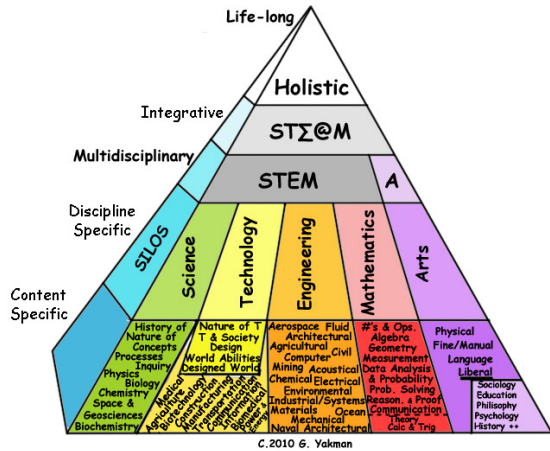 Life-long
Holistic
Integrative
ST∑@M
Multidisciplinary
STEM
A
Discipline
Specific
SILOS
Science
Technology
Engineering
Mathematics
Arts
Content
Specific
History of
Nature of
Concepts
Processes
Inquiry
Physics
Biology
Chemistry
Space &
Geosciences
Biochemistry
Nature of T
T & Society
Design
World Abilities
Designed World
Medical
Agriculture
Biotechnology
Construction
Manufacturing
Transportation
Communication
Information
Biomedical
Power &
Energy
Aerospace Fluid
Architectural
Agricultural
Computer Civil
Mining Acoustical
Chemical Electrical
Environmental
Industrial/Systems
Materials Ocean
Mechanical
Naval Architectural
#'s & Ops.
Algebra
Geometry
Measurement
Data Analysis
& Probability
Prob. Solving
Reason. & Proof
Communication
Theory
Calc & Trig
Physical
Fine/Manual
Language
Liberal
Sociology
Education
Philisophy
Psychology
History ++
C.2010 G. Yakman